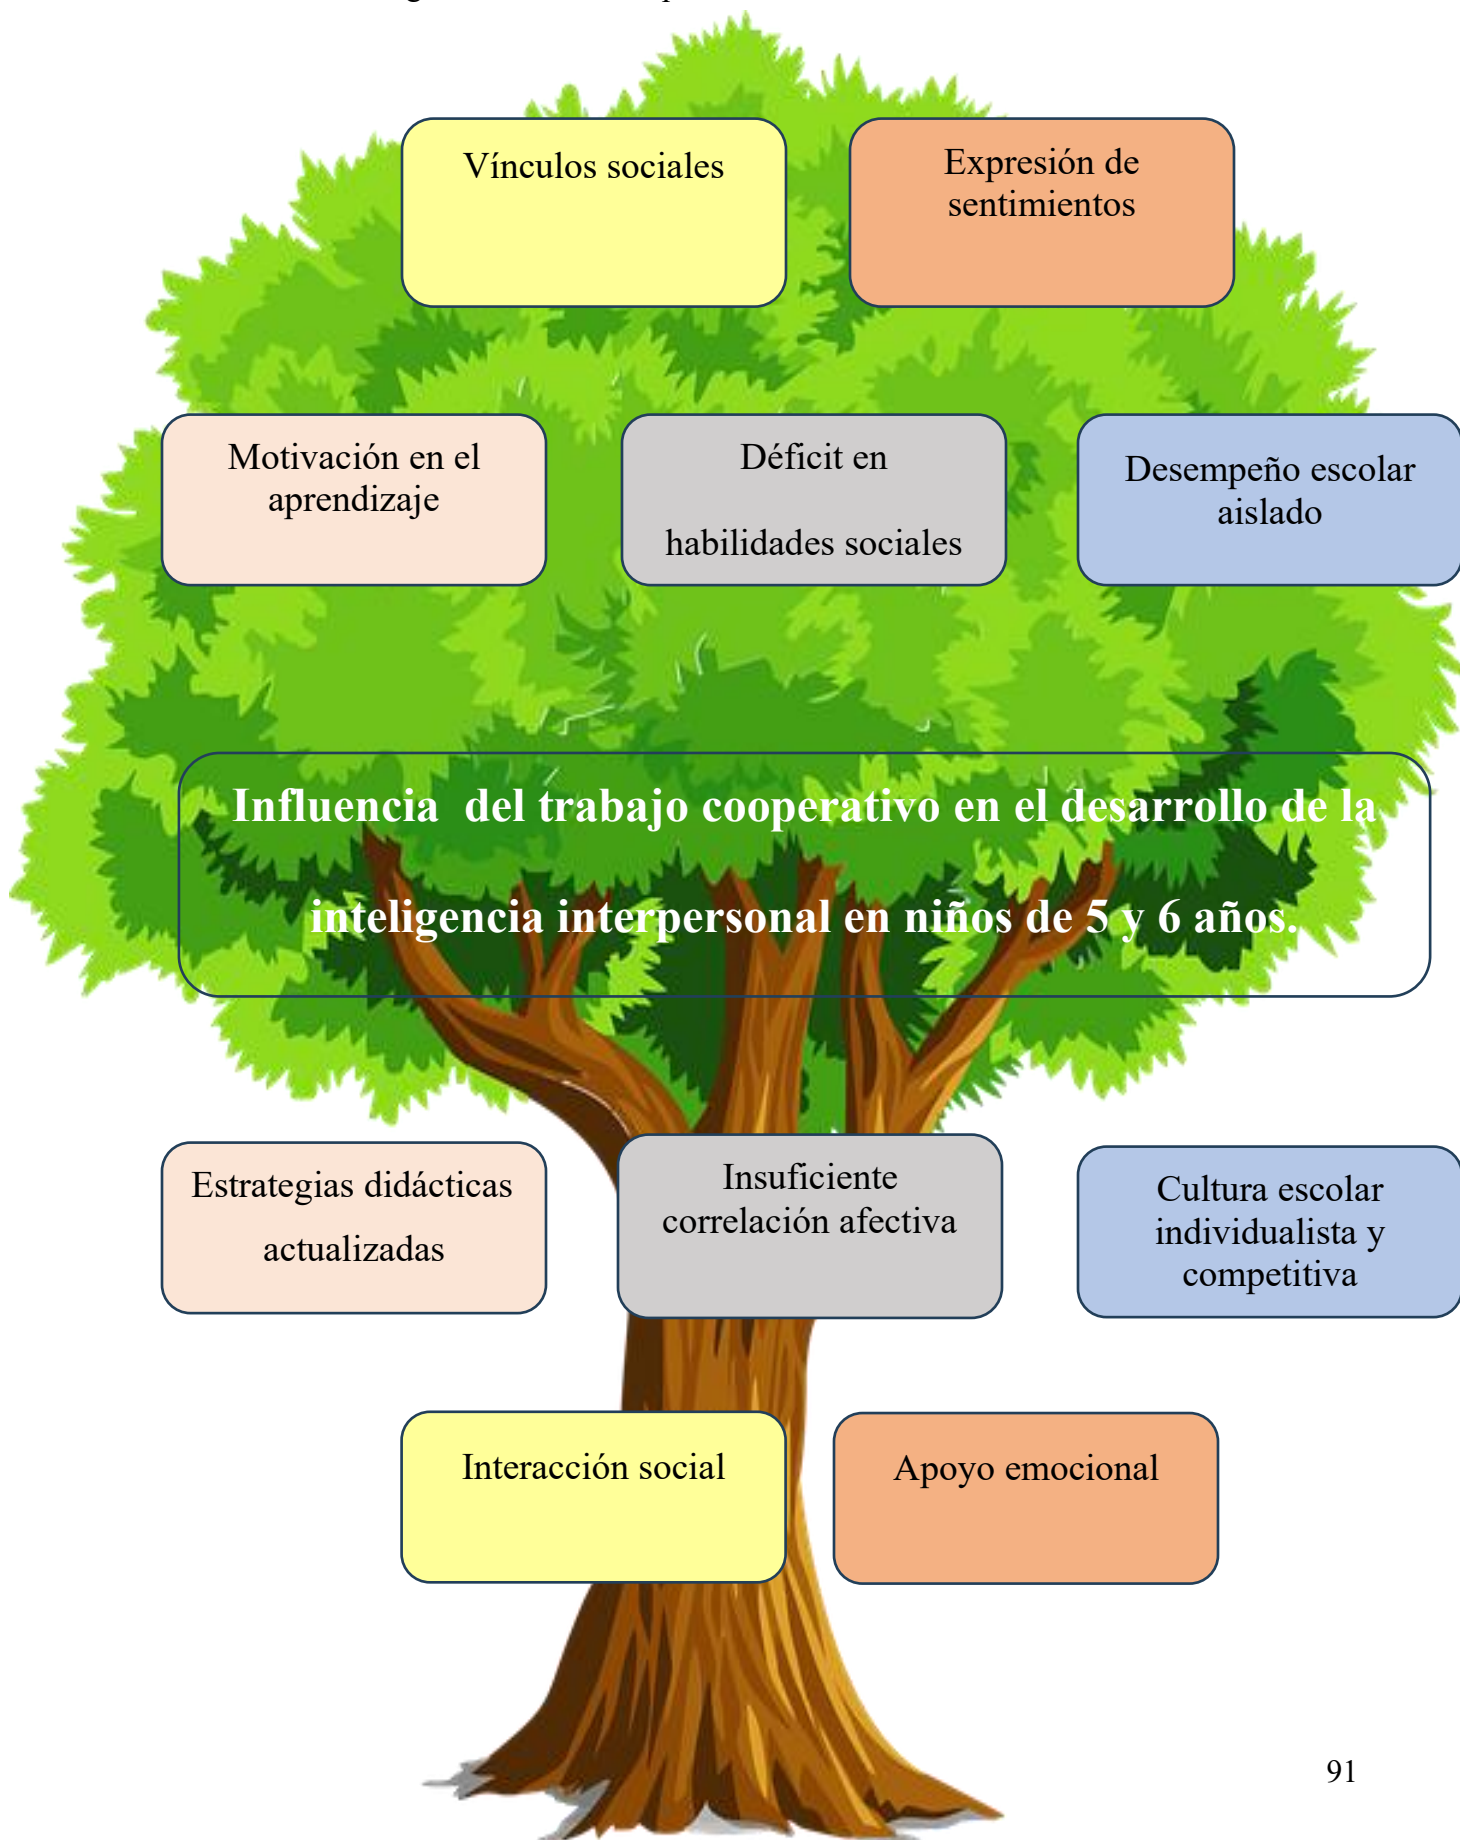 Vínculos sociales
Expresión de
sentimientos
Motivación en el
aprendizaje
Déficit en
habilidades sociales
Desempeño escolar
aislado
Influencia del trabajo cooperativo en el desarrollo de la
inteligencia interpersonal en niños de 5 y 6 años.
Estrategias didácticas
actualizadas
Insuficiente
correlación afectiva
Cultura escolar
individualista y
competitiva
Interacción social
Apoyo emocional
91